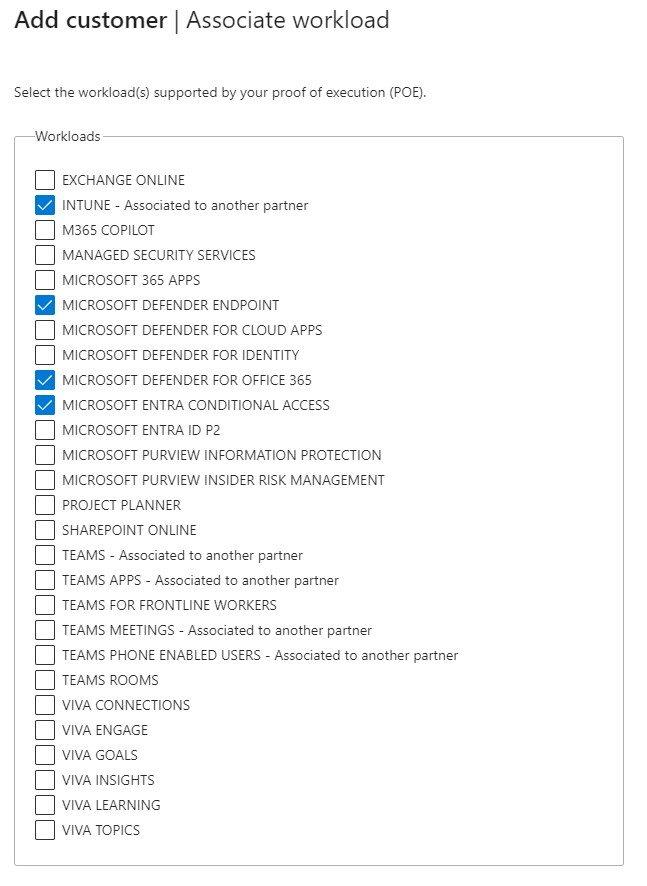 Add customer | Associate workload
Select the workload(s) supported by your proof of execution (POE).
Workloads
EXCHANGE ONLINE
INTUNE - Associated to another partner
M365 COPILOT
MANAGED SECURITY SERVICES
MICROSOFT 365 APPS
MICROSOFT DEFENDER ENDPOINT
MICROSOFT DEFENDER FOR CLOUD APPS
MICROSOFT DEFENDER FOR IDENTITY
MICROSOFT DEFENDER FOR OFFICE 365
MICROSOFT ENTRA CONDITIONAL ACCESS
MICROSOFT ENTRA ID P2
MICROSOFT PURVIEW INFORMATION PROTECTION
MICROSOFT PURVIEW INSIDER RISK MANAGEMENT
PROJECT PLANNER
SHAREPOINT ONLINE
TEAMS - Associated to another partner
TEAMS APPS - Associated to another partner
TEAMS FOR FRONTLINE WORKERS
TEAMS MEETINGS - Associated to another partner
TEAMS PHONE ENABLED USERS - Associated to another partner
TEAMS ROOMS
VIVA CONNECTIONS
VIVA ENGAGE
VIVA GOALS
VIVA INSIGHTS
VIVA LEARNING
VIVA TOPICS